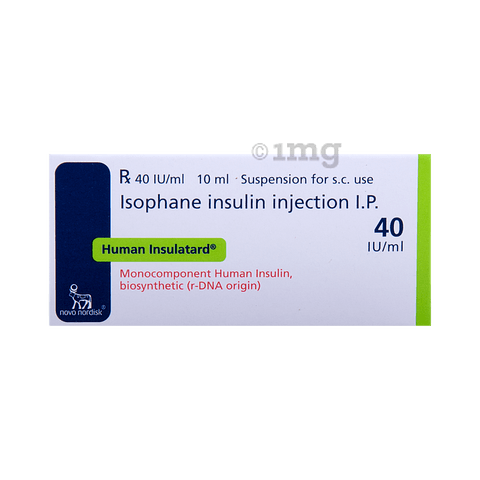 © 1mg
Rx 40 IU/ml 10 ml · Suspension for s.c. use
Isophane insulin injection I.P.
40
IU/ml
Human Insulatard®
Monocomponent Human Insulin,
biosynthetic (r-DNA origin)
novo nordisk®